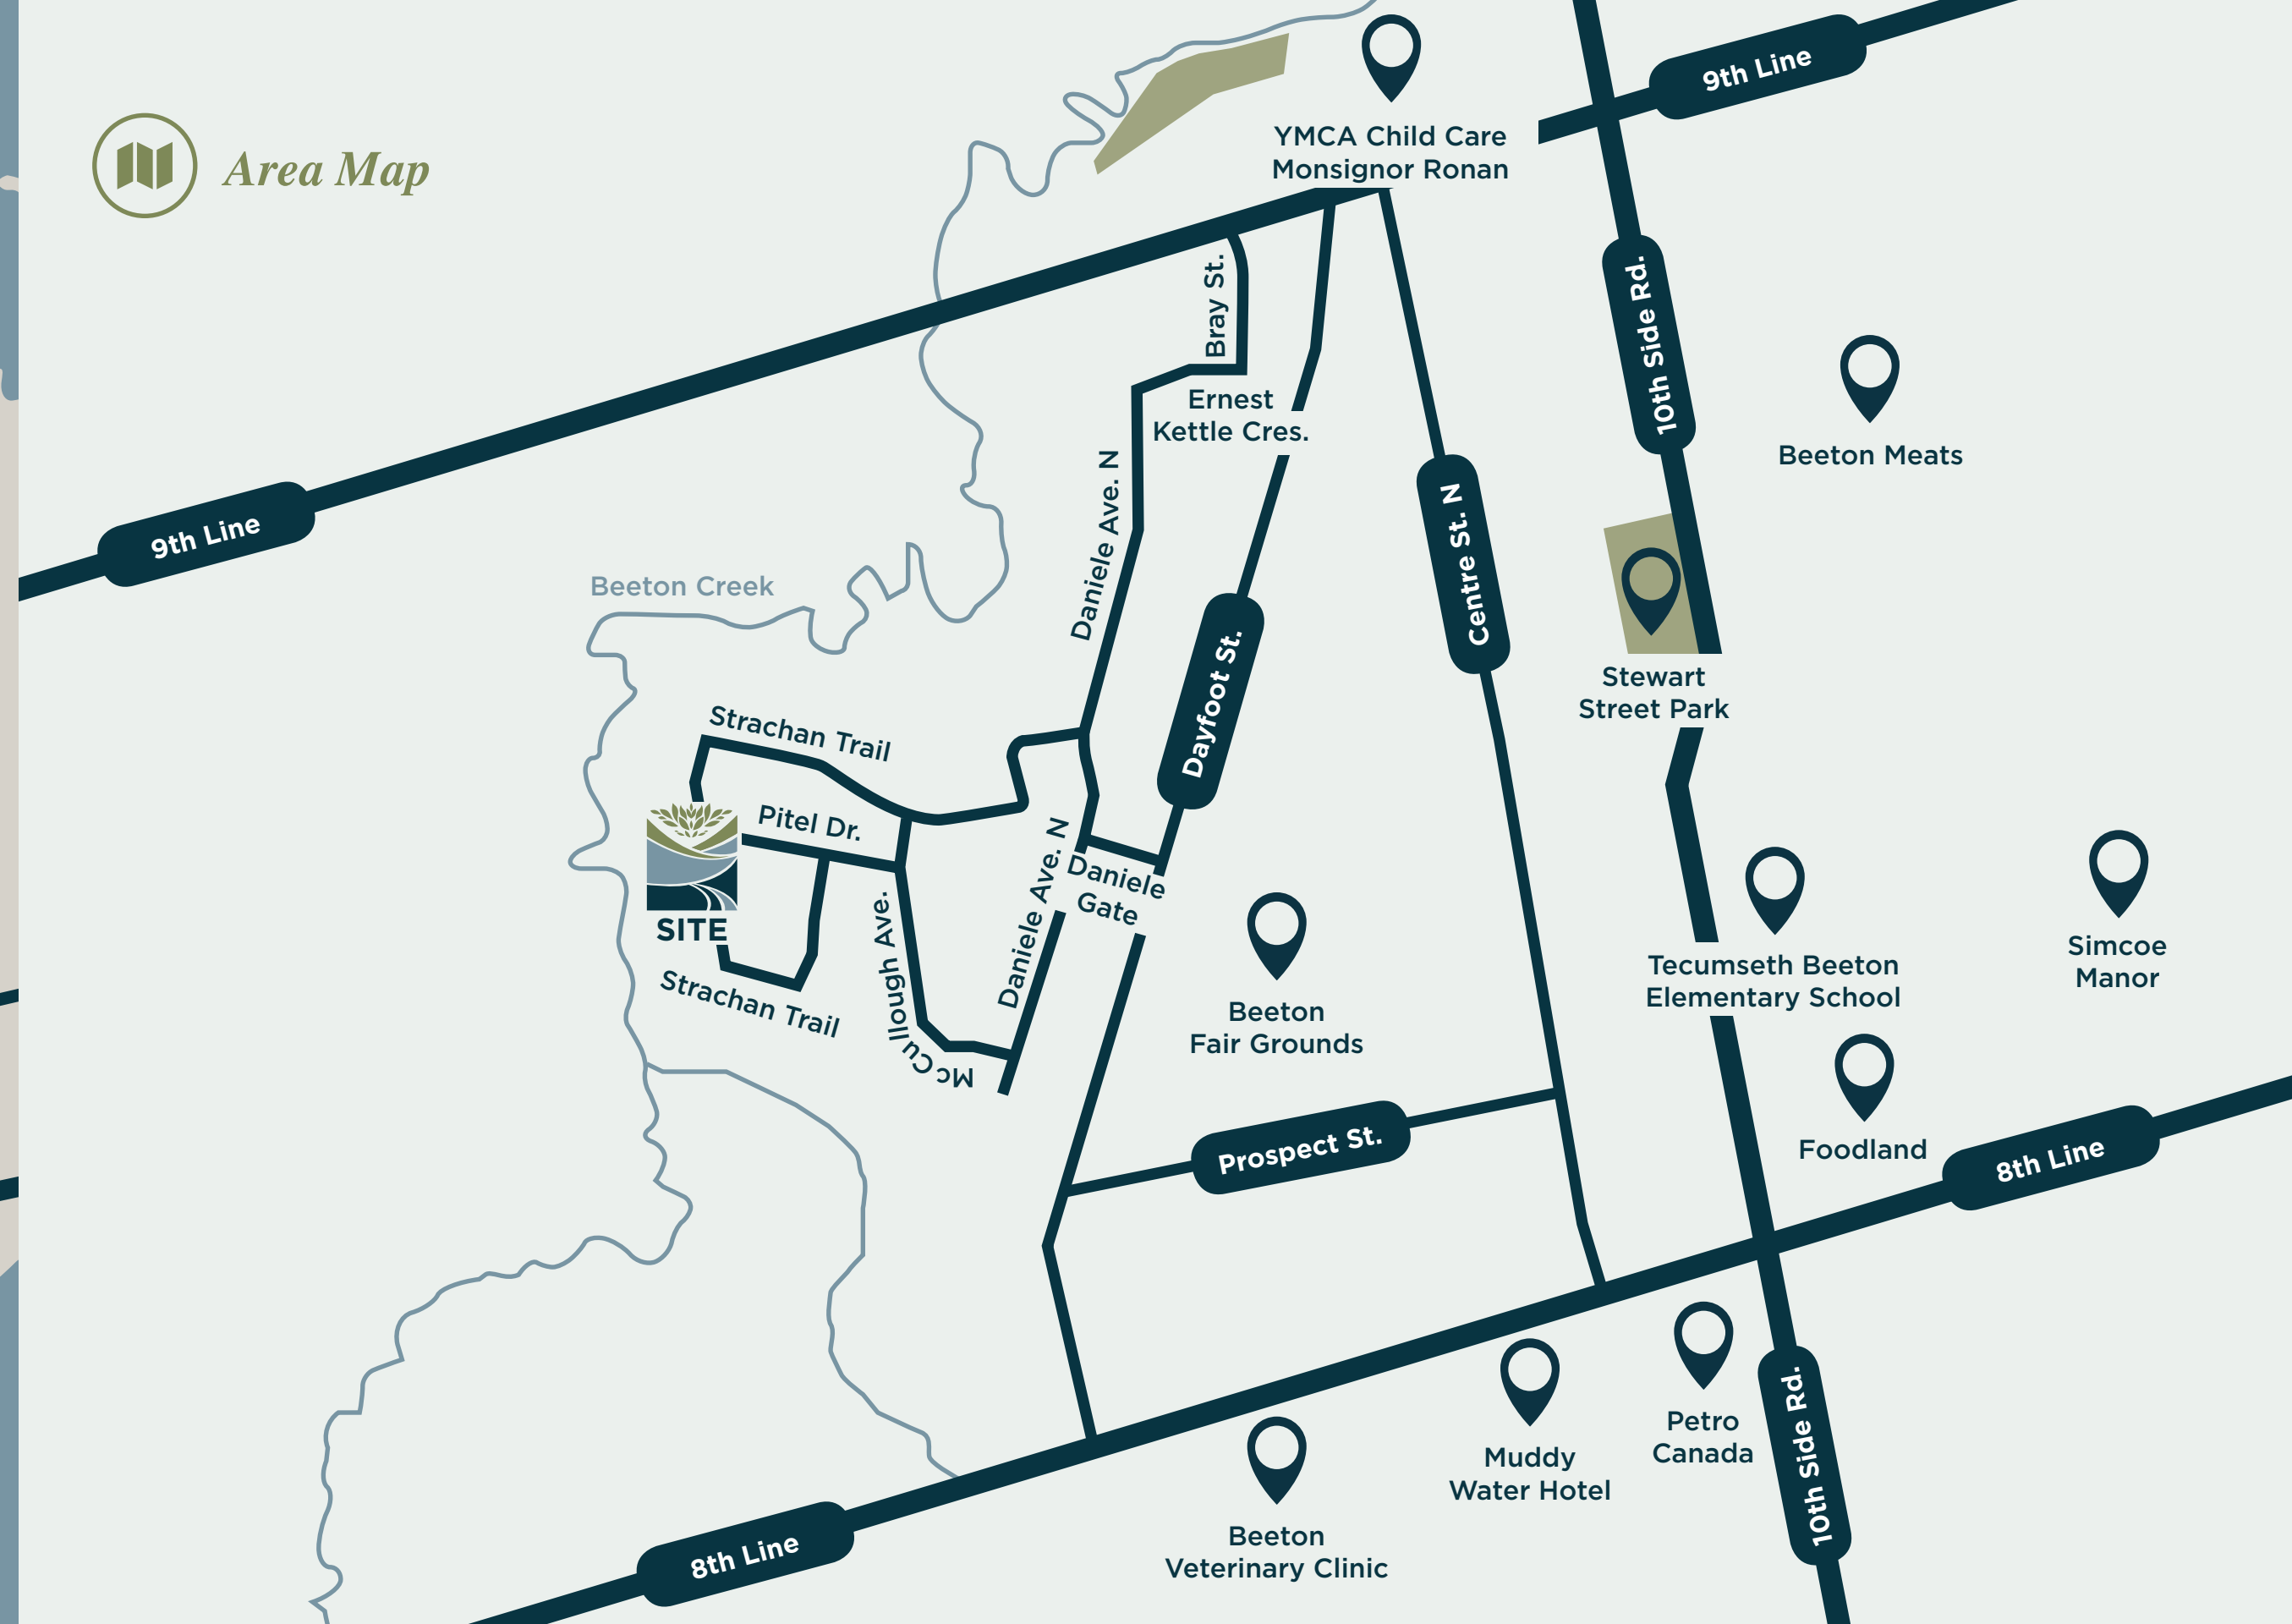 Area Map
YMCA Child Care
Monsignor Ronan
9th Line
10th Side Rd.
Bray St.
Ernest
Kettle Cres.
Beeton Meats
9th Line
Daniele Ave. N
Centre St. N
Beeton Creek
Dayfoot St.
Stewart
Street Park
Strachan Trail
Pitel Dr.
Daniele Ave. N
Daniele
Gate
SITE
McCullough Ave.
Strachan Trail
Beeton
Fair Grounds
Tecumseth Beeton
Elementary School
Simcoe
Manor
Prospect St.
Foodland
8th Line
Petro
Canada
Muddy
Water Hotel
10th Side Rd.
Beeton
Veterinary Clinic
8th Line